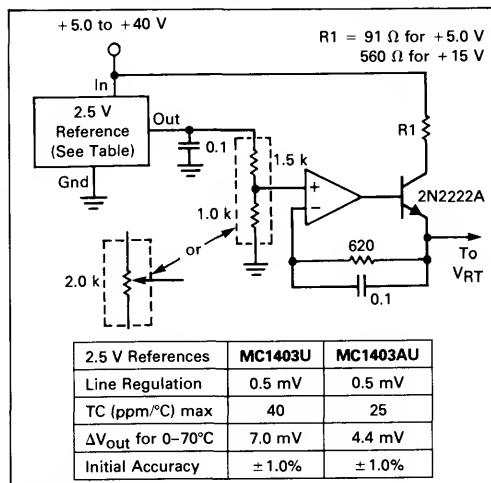 +5.0 to +40 V
R1 = 91 Ω for +5.0 V
560 Ω for +15 V
In
2.5 V
Reference
(See Table)
Out
Gnd
0.1
1.5 k
1.0 k
R1
+
−
2N2222A
or
2.0 k
620
0.1
To
VRT
2.5 V References MC1403U MC1403AU
Line Regulation 0.5 mV 0.5 mV
TC (ppm/°C) max 40 25
ΔVout for 0–70°C 7.0 mV 4.4 mV
Initial Accuracy ±1.0% ±1.0%